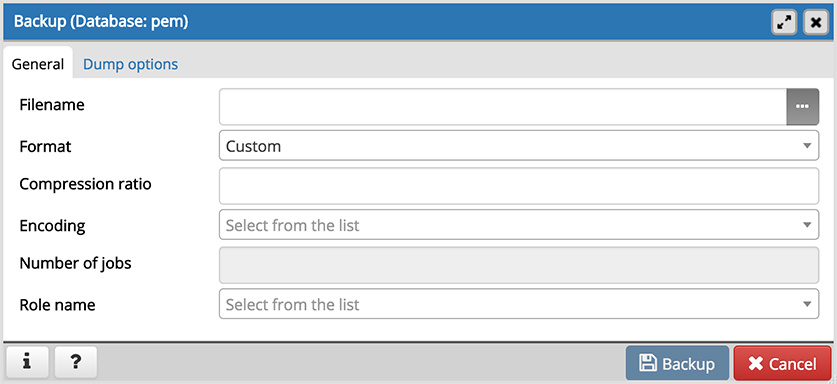 Backup (Database: pem)
General Dump options
Filename
Format Custom
Compression ratio
Encoding Select from the list
Number of jobs
Role name Select from the list
i ? Backup Cancel